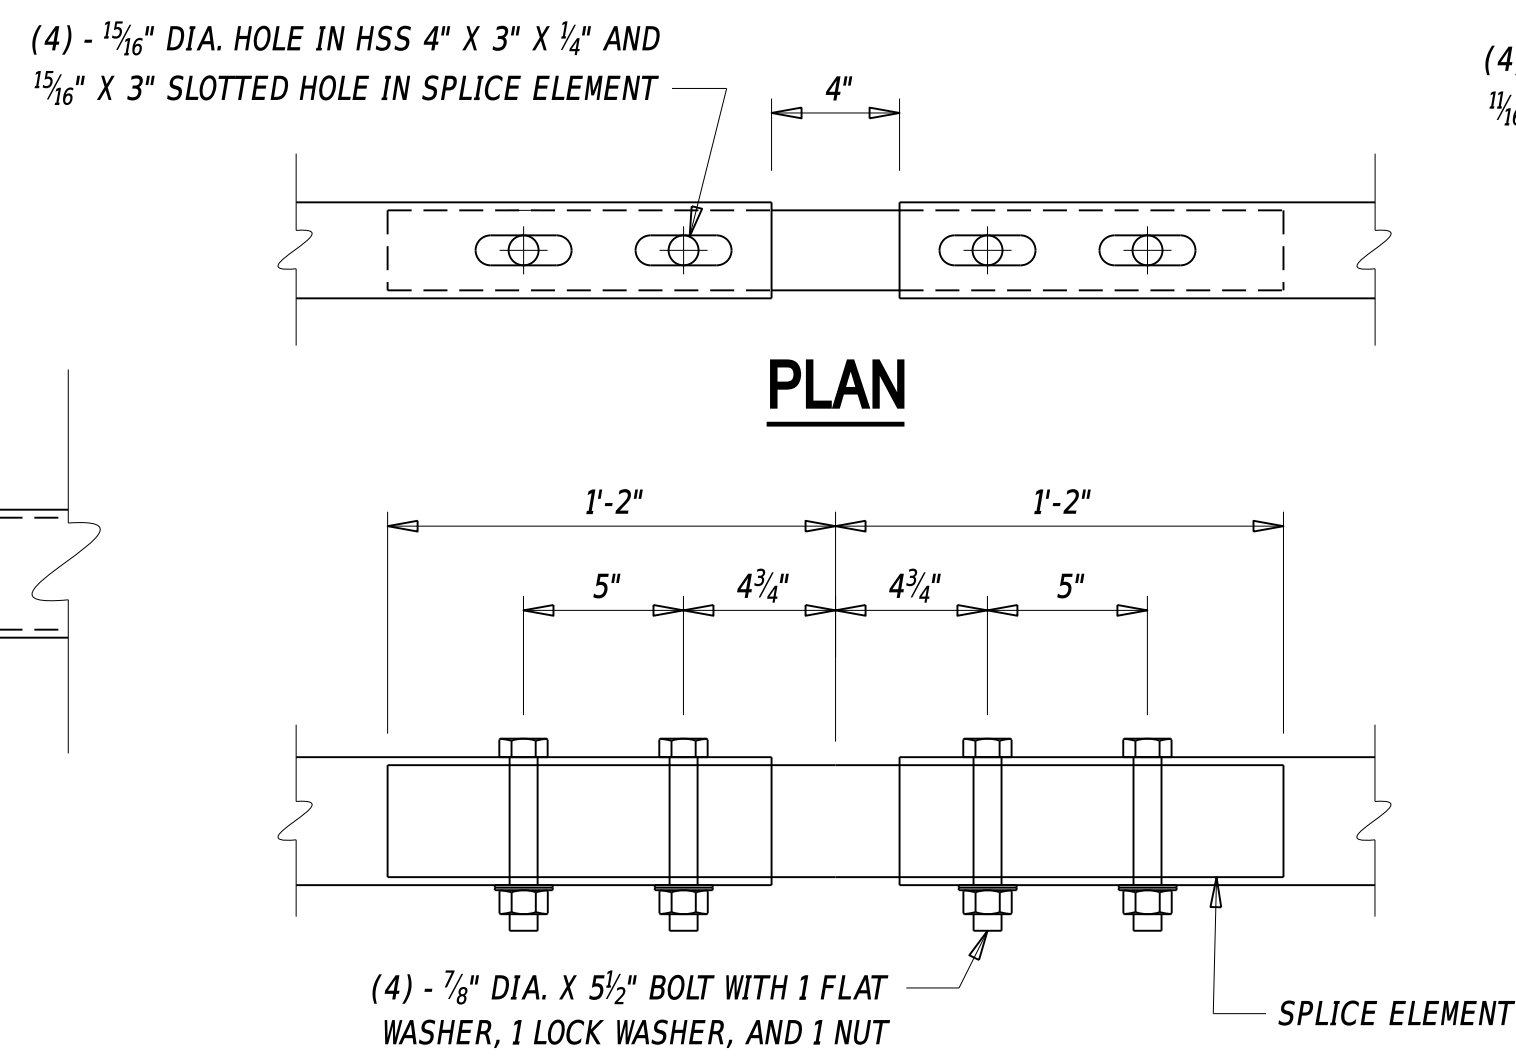 (4) - 15/16" DIA. HOLE IN HSS 4" X 3" X 1/4" AND
15/16" X 3" SLOTTED HOLE IN SPLICE ELEMENT
4"
(4)
PLAN
1'-2" 1'-2"
5" 4 3/4" 4 3/4" 5"
(4) - 7/8" DIA. X 5 1/2" BOLT WITH 1 FLAT
WASHER, 1 LOCK WASHER, AND 1 NUT
SPLICE ELEMENT